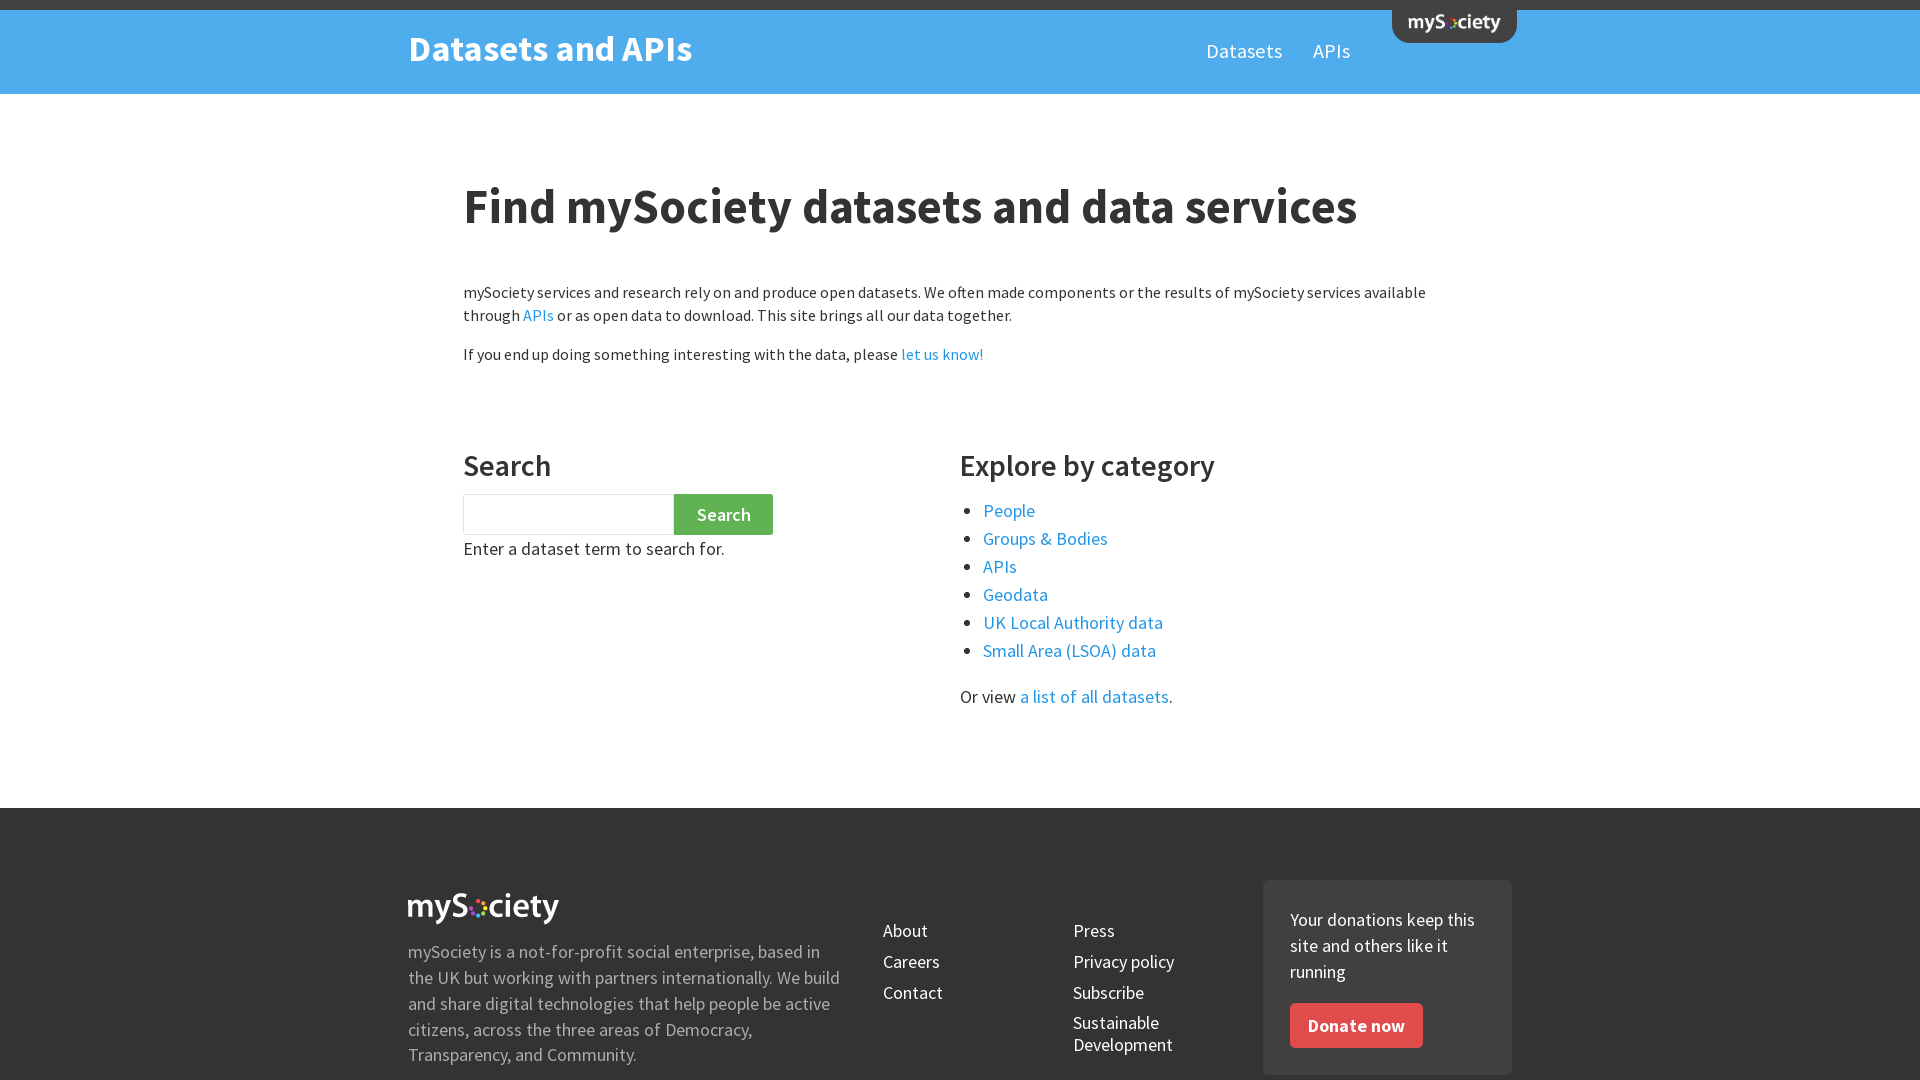 mySociety
Datasets and APIs
Datasets
APIs
Find mySociety datasets and data services
mySociety services and research rely on and produce open datasets. We often made components or the results of mySociety services available
through APIs or as open data to download. This site brings all our data together.
If you end up doing something interesting with the data, please let us know!
Search
Search
Enter a dataset term to search for.
Explore by category
People
Groups & Bodies
APIs
Geodata
UK Local Authority data
Small Area (LSOA) data
Or view a list of all datasets.
mySociety
mySociety is a not-for-profit social enterprise, based in
the UK but working with partners internationally. We build
and share digital technologies that help people be active
citizens, across the three areas of Democracy,
Transparency, and Community.
About
Careers
Contact
Press
Privacy policy
Subscribe
Sustainable
Development
Your donations keep this
site and others like it
running
Donate now